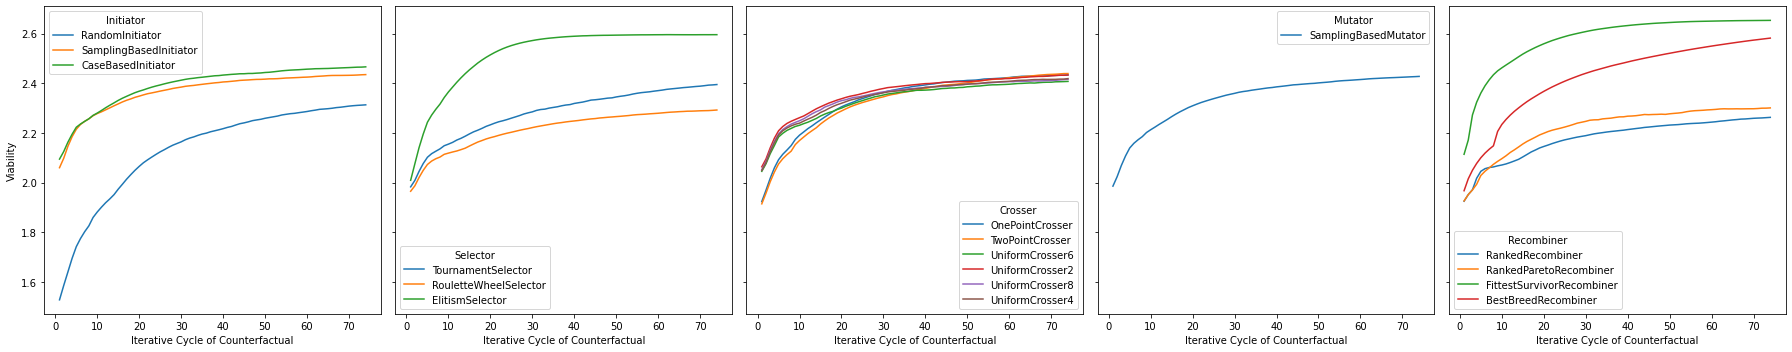 Viability
2.6
2.4
2.2
2.0
1.8
1.6
Initiator
RandomInitiator
SamplingBasedInitiator
CaseBasedInitiator
0 10 20 30 40 50 60 70
Iterative Cycle of Counterfactual
Selector
TournamentSelector
RouletteWheelSelector
ElitismSelector
0 10 20 30 40 50 60 70
Iterative Cycle of Counterfactual
Crosser
OnePointCrosser
TwoPointCrosser
UniformCrosser6
UniformCrosser2
UniformCrosser8
UniformCrosser4
0 10 20 30 40 50 60 70
Iterative Cycle of Counterfactual
Mutator
SamplingBasedMutator
0 10 20 30 40 50 60 70
Iterative Cycle of Counterfactual
Recombiner
RankedRecombiner
RankedParetoRecombiner
FittestSurvivorRecombiner
BestBreedRecombiner
0 10 20 30 40 50 60 70
Iterative Cycle of Counterfactual